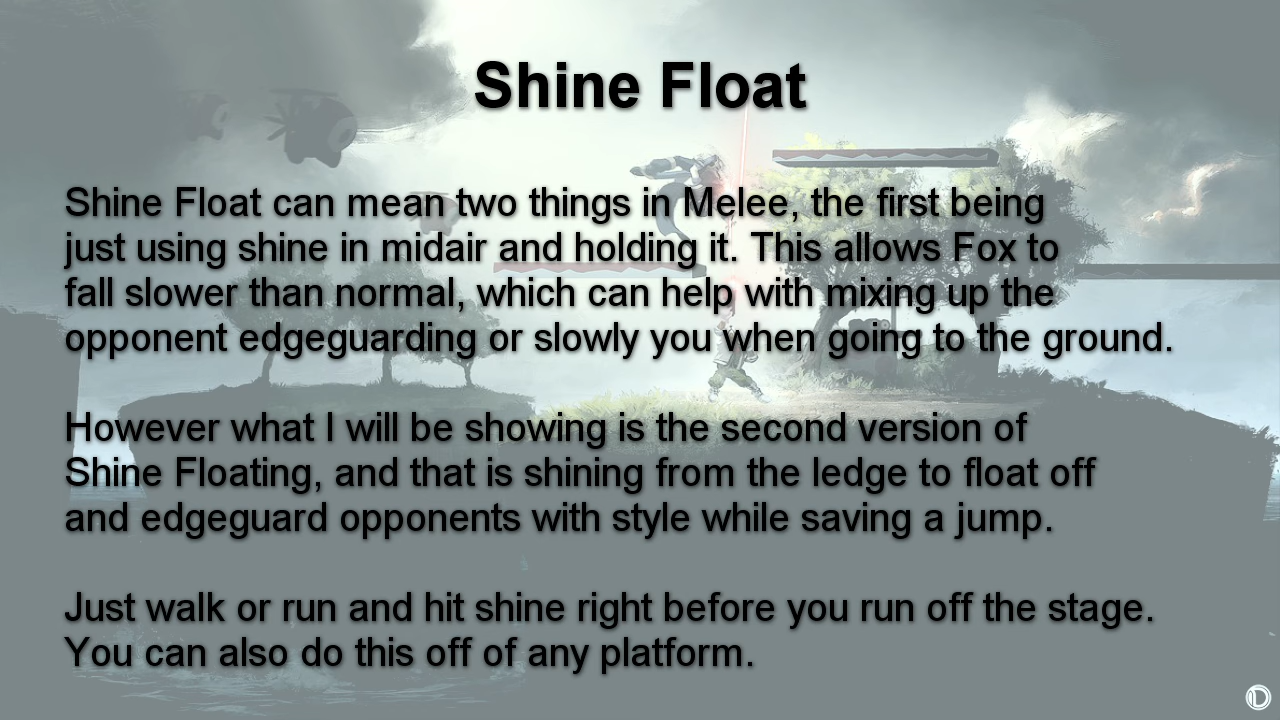 Shine Float
Shine Float can mean two things in Melee, the first being
just using shine in midair and holding it. This allows Fox to
fall slower than normal, which can help with mixing up the
opponent edgeguarding or slowly you when going to the ground.
However what I will be showing is the second version of
Shine Floating, and that is shining from the ledge to float off
and edgeguard opponents with style while saving a jump.
Just walk or run and hit shine right before you run off the stage.
You can also do this off of any platform.